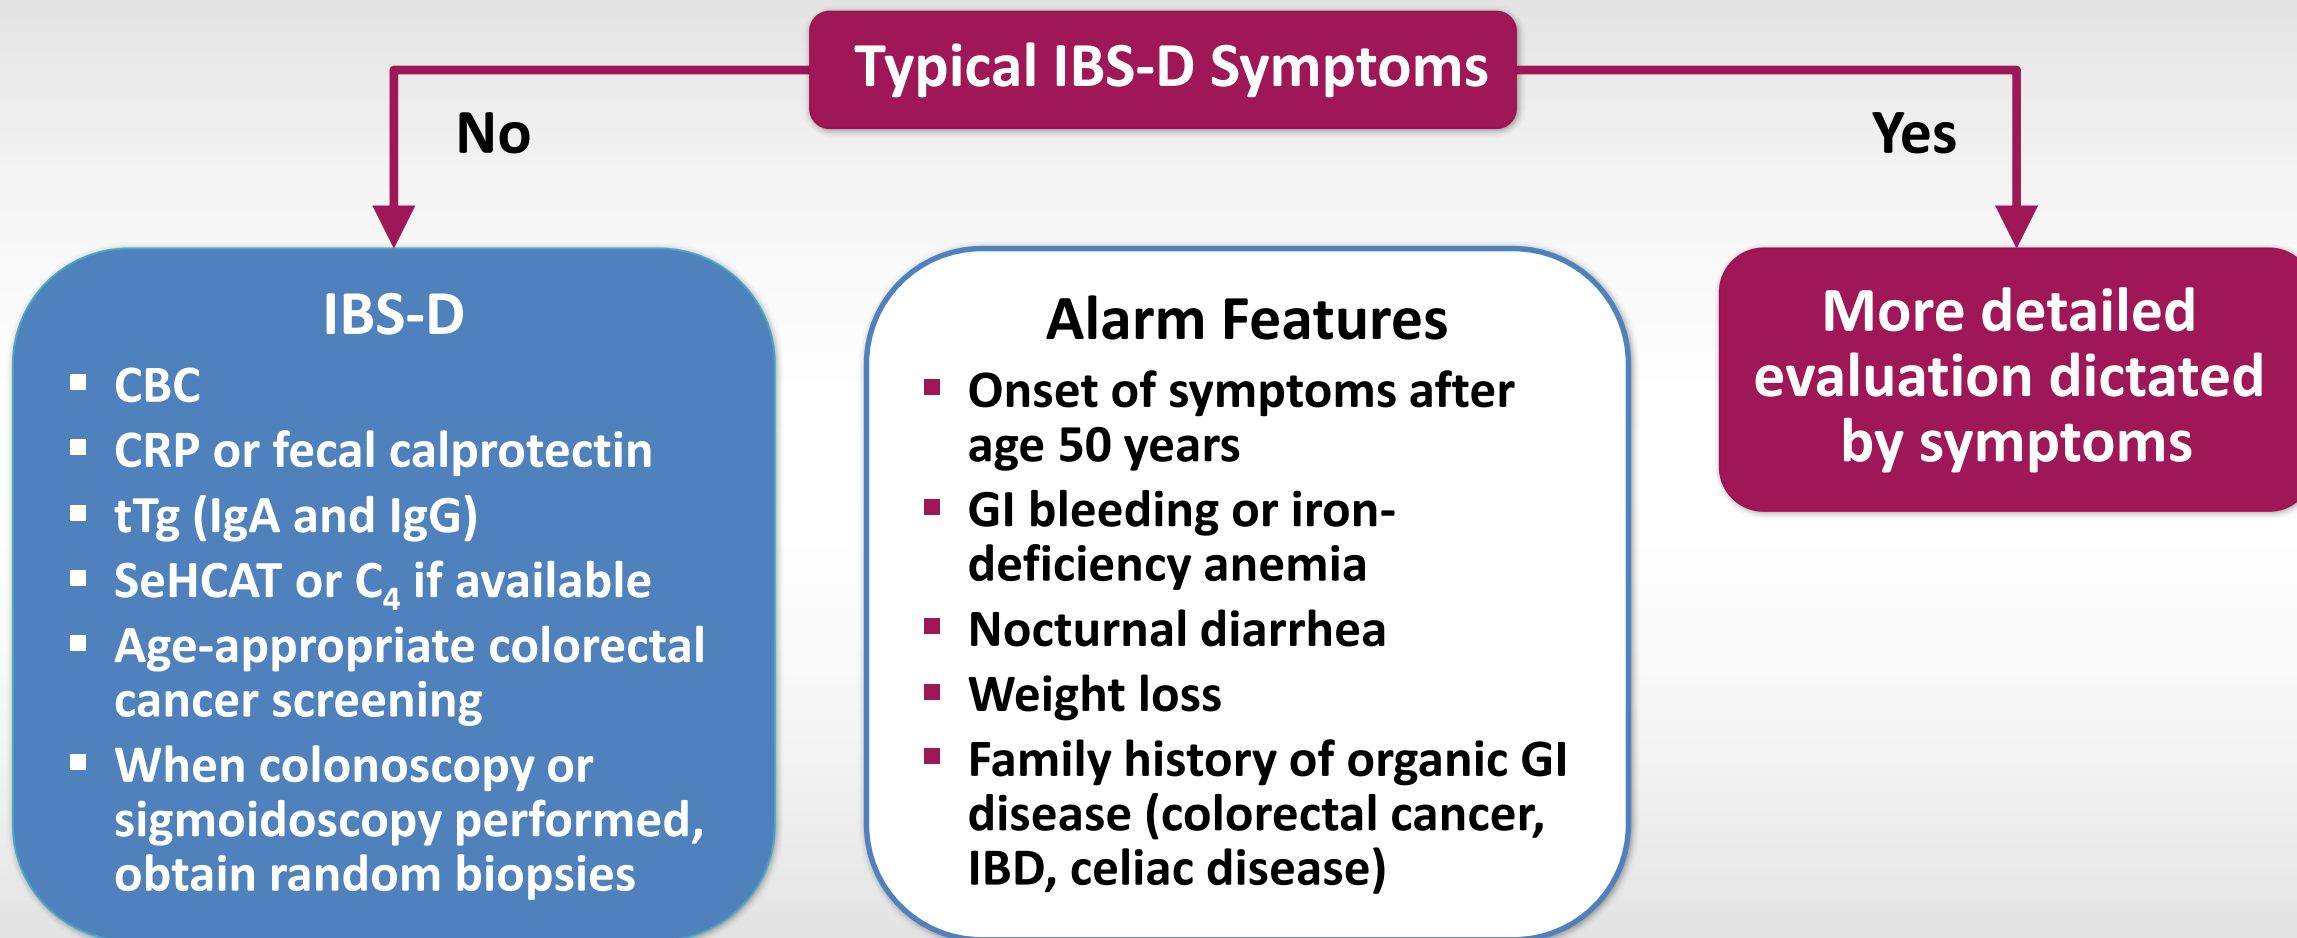 Typical IBS-D Symptoms
No
Yes
IBS-D
▪ CBC
▪ CRP or fecal calprotectin
▪ tTg (IgA and IgG)
▪ SeHCAT or C₄ if available
▪ Age-appropriate colorectal
cancer screening
▪ When colonoscopy or
sigmoidoscopy performed,
obtain random biopsies
Alarm Features
▪ Onset of symptoms after
age 50 years
▪ GI bleeding or iron-
deficiency anemia
▪ Nocturnal diarrhea
▪ Weight loss
▪ Family history of organic GI
disease (colorectal cancer,
IBD, celiac disease)
More detailed
evaluation dictated
by symptoms